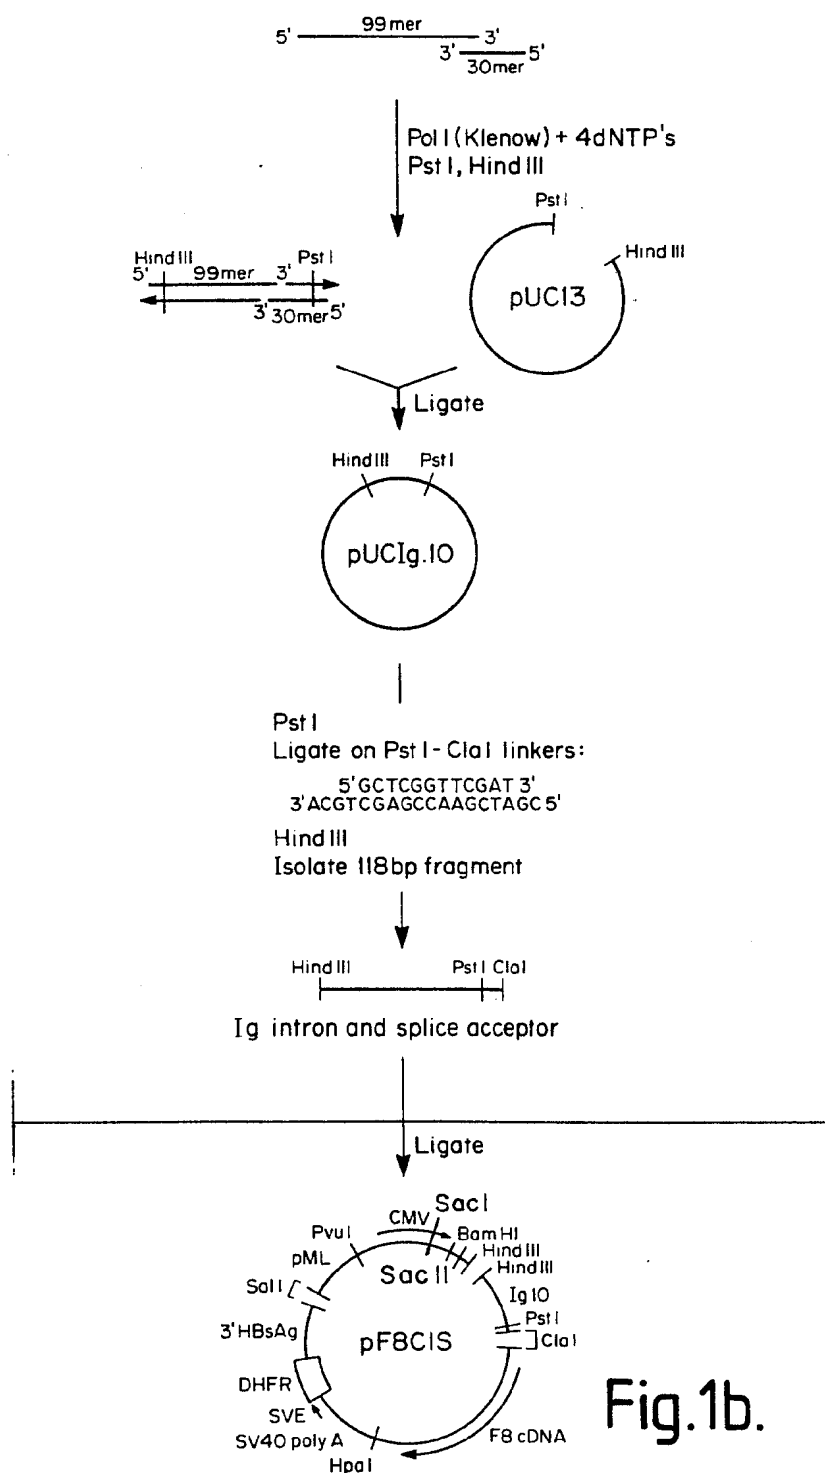 99mer
5' 3'
3' 5'
30mer
Pol I (Klenow) + 4dNTP's
Pst I, Hind III
Pst I
Hind III
pUC13
Hind III Pst I
5' 99mer 3'
3' 30mer 5'
Ligate
Hind III Pst I
pUCIg.10
Pst I
Ligate on Pst I - Cla I linkers:
5'GCTCGGTTCGAT 3'
3'ACGTCGAGCCAAGCTAGC 5'
Hind III
Isolate 118bp fragment
Hind III Pst I Cla I
Ig intron and splice acceptor
Ligate
Sac I
CMV
Pvu I
Bam HI
Hind III
Hind III
pML
Sac II
Sal I
Ig 10
Pst I
Cla I
3'HBsAg
pF8CIS
DHFR
SVE
SV40 poly A
Hpa I
F8 cDNA
Fig.1b.